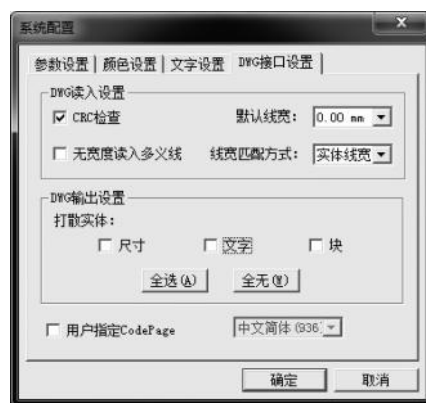 系统配置
参数设置 颜色设置 文字设置 DWG接口设置
DWG读入设置
CRC检查 默认线宽: 0.00 mm
无宽度读入多义线 线宽匹配方式: 实体线宽
DWG输出设置
打散实体:
尺寸 文字 块
全选(A) 全无(N)
用户指定CodePage 中文简体(936)
确定 取消